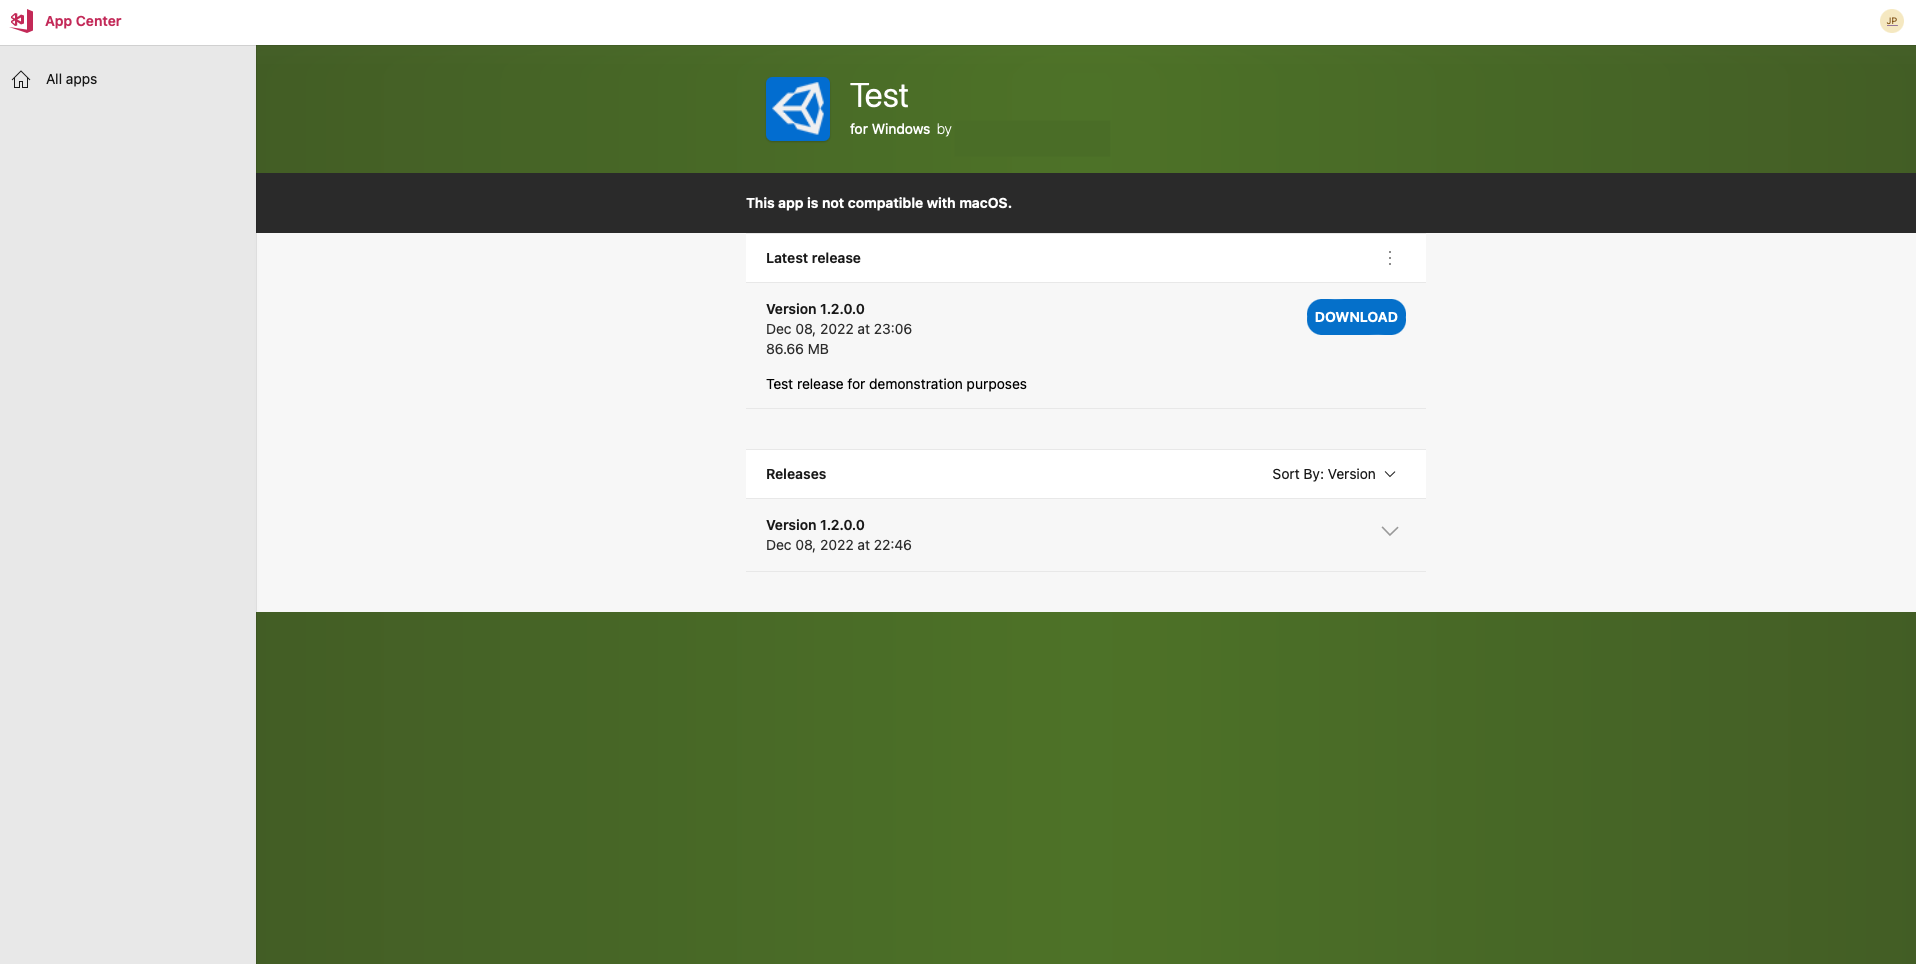 App Center
JP
All apps
Test
for Windows by
This app is not compatible with macOS.
Latest release
Version 1.2.0.0
DOWNLOAD
Dec 08, 2022 at 23:06
86.66 MB
Test release for demonstration purposes
Releases
Sort By: Version
Version 1.2.0.0
Dec 08, 2022 at 22:46